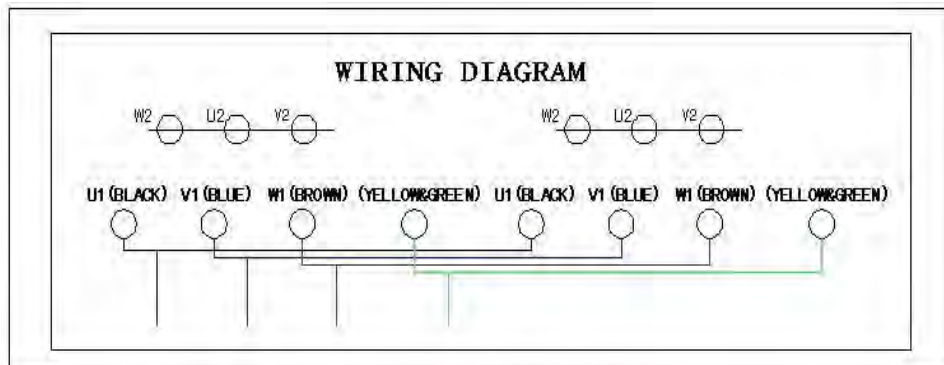 WIRING DIAGRAM
W2 U2 V2 W2 U2 V2
U1(BLACK) V1(BLUE) W1(BROWN) (YELLOW&GREEN) U1(BLACK) V1(BLUE) W1(BROWN) (YELLOW&GREEN)